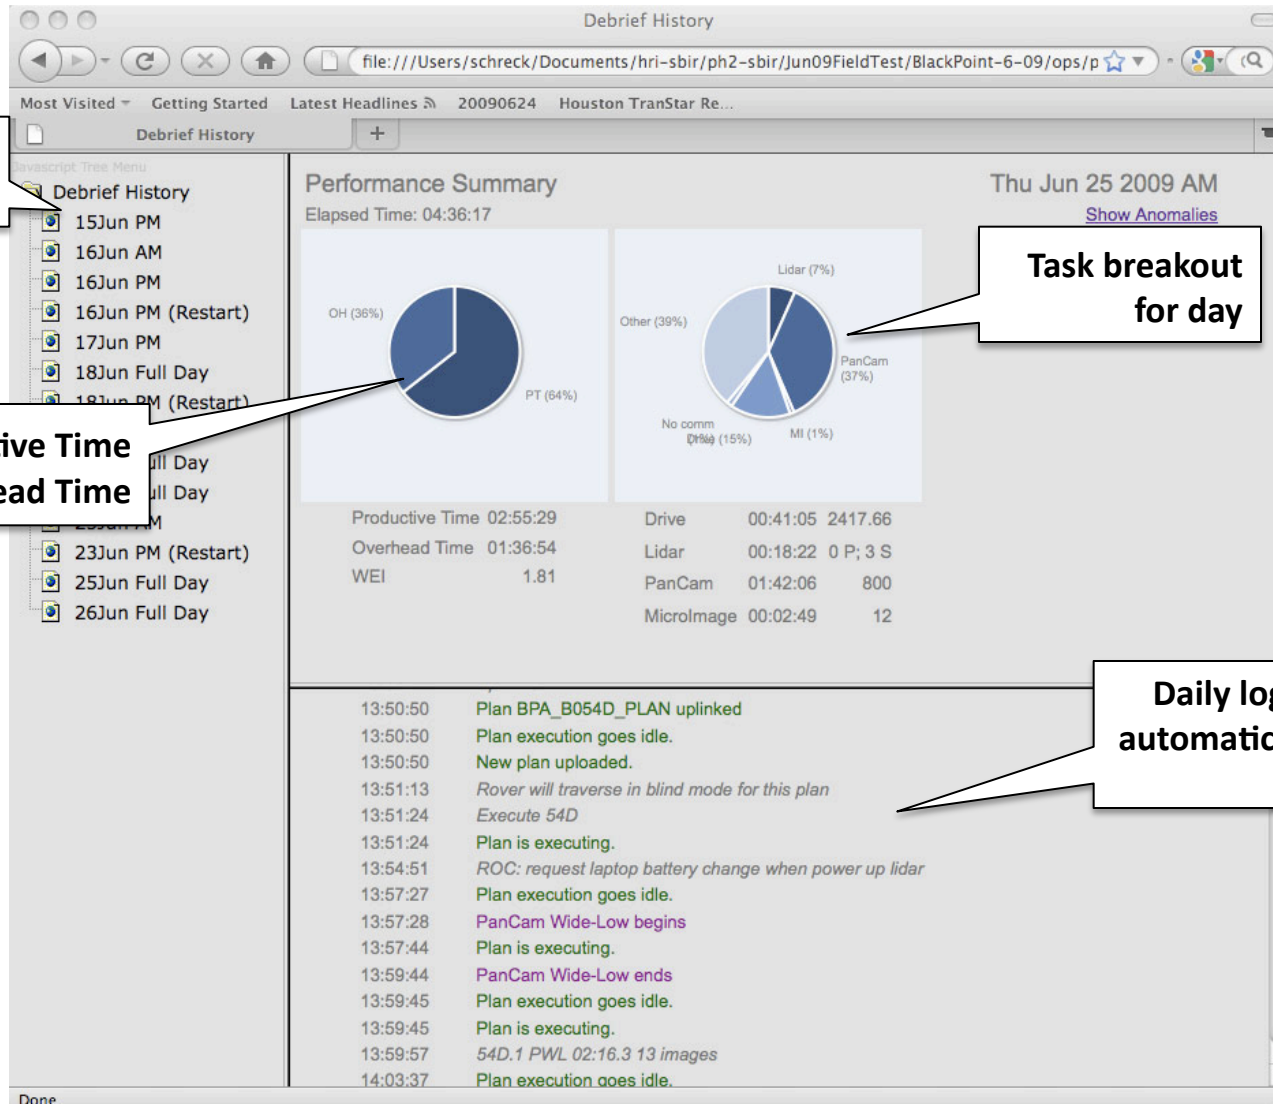 Debrief History
file:///Users/schreck/Documents/hri-sbir/ph2-sbir/Jun09FieldTest/BlackPoint-6-09/ops/p
Most Visited Getting Started Latest Headlines 20090624 Houston TranStar Re...
Debrief History
Javascript Tree Menu
Debrief History
15Jun PM
16Jun AM
16Jun PM
16Jun PM (Restart)
17Jun PM
18Jun Full Day
18Jun PM (Restart)
ull Day
ull Day
AM
23Jun PM (Restart)
25Jun Full Day
26Jun Full Day
ive Time
ead Time
Performance Summary
Elapsed Time: 04:36:17
Thu Jun 25 2009 AM
Show Anomalies
Task breakout
for day
OH (36%)
PT (64%)
Lidar (7%)
Other (39%)
PanCam
(37%)
No comm
(15%)
MI (1%)
Productive Time 02:55:29
Overhead Time 01:36:54
WEI 1.81
Drive 00:41:05 2417.66
Lidar 00:18:22 0 P; 3 S
PanCam 01:42:06 800
MicroImage 00:02:49 12
Daily log
automatic
13:50:50 Plan BPA_B054D_PLAN uplinked
13:50:50 Plan execution goes idle.
13:50:50 New plan uploaded.
13:51:13 Rover will traverse in blind mode for this plan
13:51:24 Execute 54D
13:51:24 Plan is executing.
13:54:51 ROC: request laptop battery change when power up lidar
13:57:27 Plan execution goes idle.
13:57:28 PanCam Wide-Low begins
13:57:44 Plan is executing.
13:59:44 PanCam Wide-Low ends
13:59:45 Plan execution goes idle.
13:59:45 Plan is executing.
13:59:57 54D.1 PWL 02:16.3 13 images
14:03:37 Plan execution goes idle.
Done